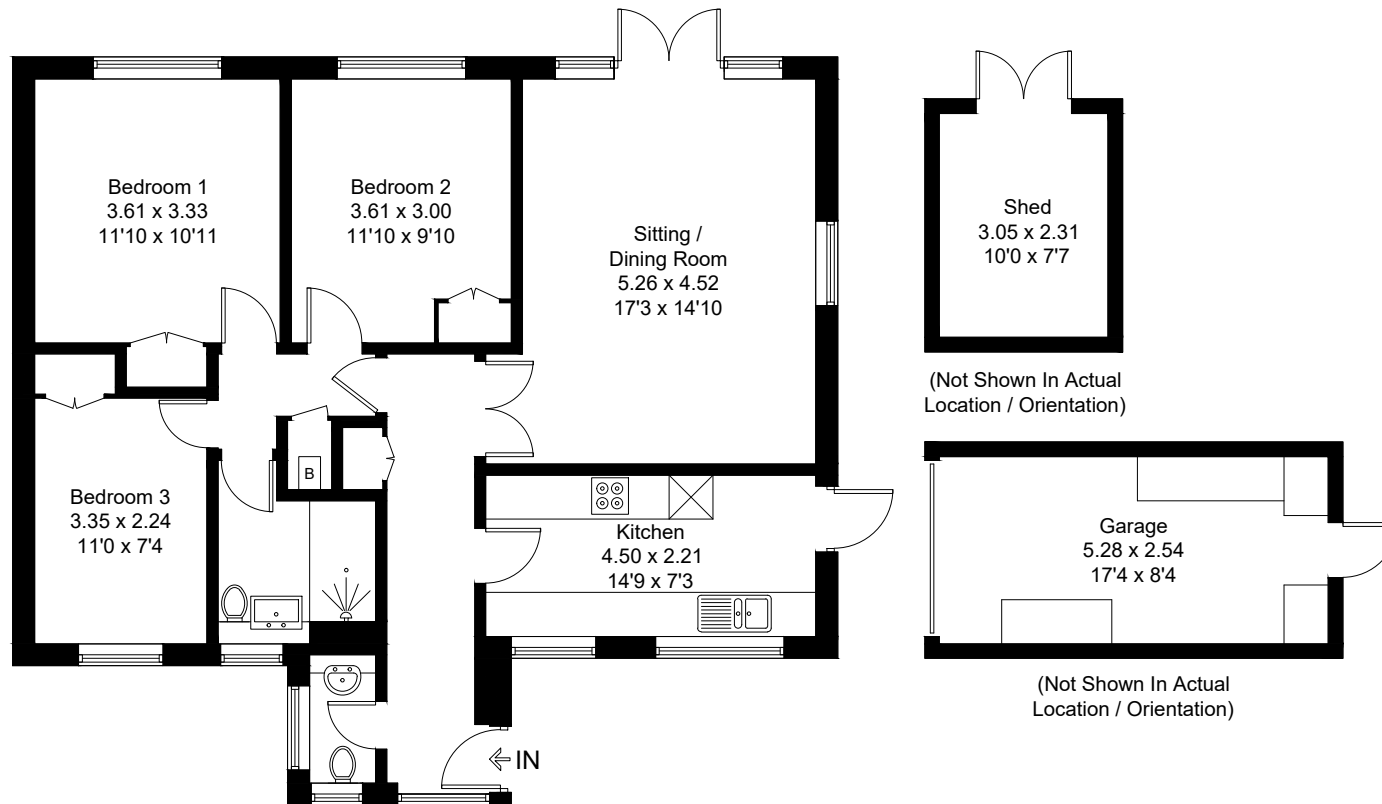 Bedroom 1
3.61 x 3.33
11'10 x 10'11
Bedroom 2
3.61 x 3.00
11'10 x 9'10
Sitting /
Dining Room
5.26 x 4.52
17'3 x 14'10
Shed
3.05 x 2.31
10'0 x 7'7
(Not Shown In Actual
Location / Orientation)
B
Bedroom 3
3.35 x 2.24
11'0 x 7'4
Kitchen
4.50 x 2.21
14'9 x 7'3
Garage
5.28 x 2.54
17'4 x 8'4
(Not Shown In Actual
Location / Orientation)
IN